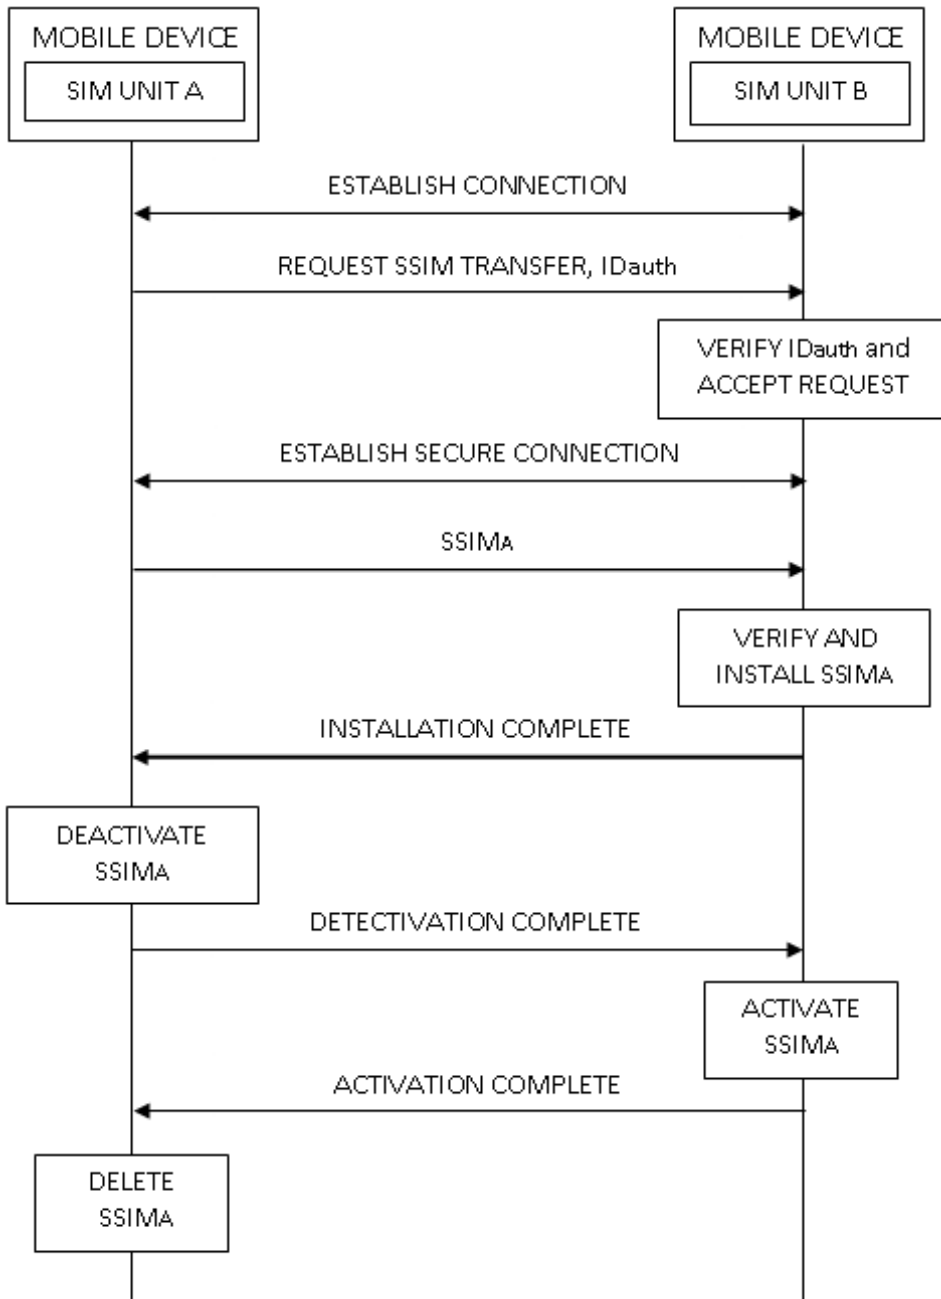 MOBILE DEVICE
SIM UNIT A
MOBILE DEVICE
SIM UNIT B
ESTABLISH CONNECTION
REQUEST SSIM TRANSFER, IDauth
VERIFY IDauth and
ACCEPT REQUEST
ESTABLISH SECURE CONNECTION
SSIMA
VERIFY AND
INSTALL SSIMA
INSTALLATION COMPLETE
DEACTIVATE
SSIMA
DETECTIVATION COMPLETE
ACTIVATE
SSIMA
ACTIVATION COMPLETE
DELETE
SSIMA